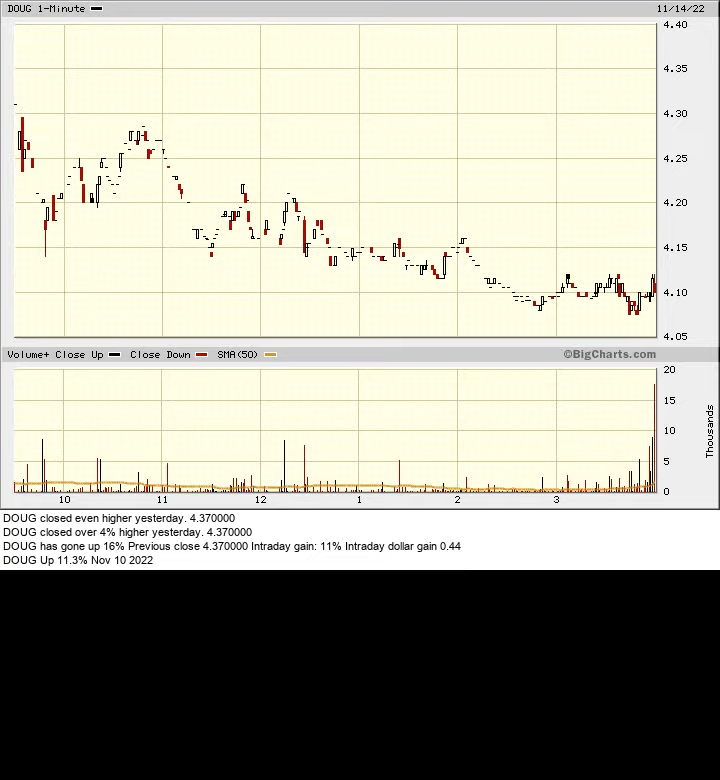 DOUG 1-Minute 11/14/22
4.40
4.35
4.30
4.25
4.20
4.15
4.10
4.05
Volume+ Close Up Close Down SMA(50) ©BigCharts.com
20
15
10
5
0
Thousands
10 11 12 1 2 3
DOUG closed even higher yesterday. 4.370000
DOUG closed over 4% higher yesterday. 4.370000
DOUG has gone up 16% Previous close 4.370000 Intraday gain: 11% Intraday dollar gain 0.44
DOUG Up 11.3% Nov 10 2022